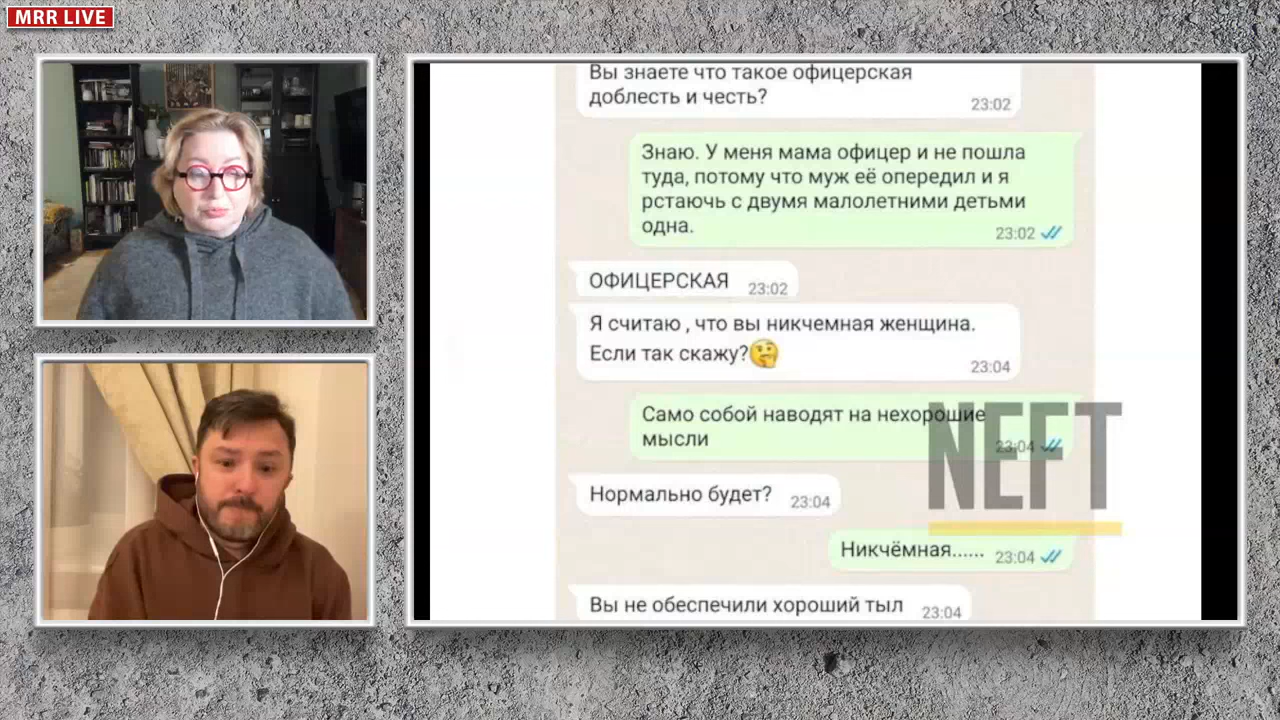 MRR LIVE
Вы знаете что такое офицерская
доблесть и честь?
23:02
Знаю. У меня мама офицер и не пошла
туда, потому что муж её опередил и я
рстаючь с двумя малолетними детьми
одна.
23:02
ОФИЦЕРСКАЯ
23:02
Я считаю , что вы никчемная женщина.
Если так скажу?🤔
23:04
Само собой наводят на нехорошие
мысли
23:04
Нормально будет?
23:04
NEFT
Никчёмная......
23:04
Вы не обеспечили хороший тыл
23:04